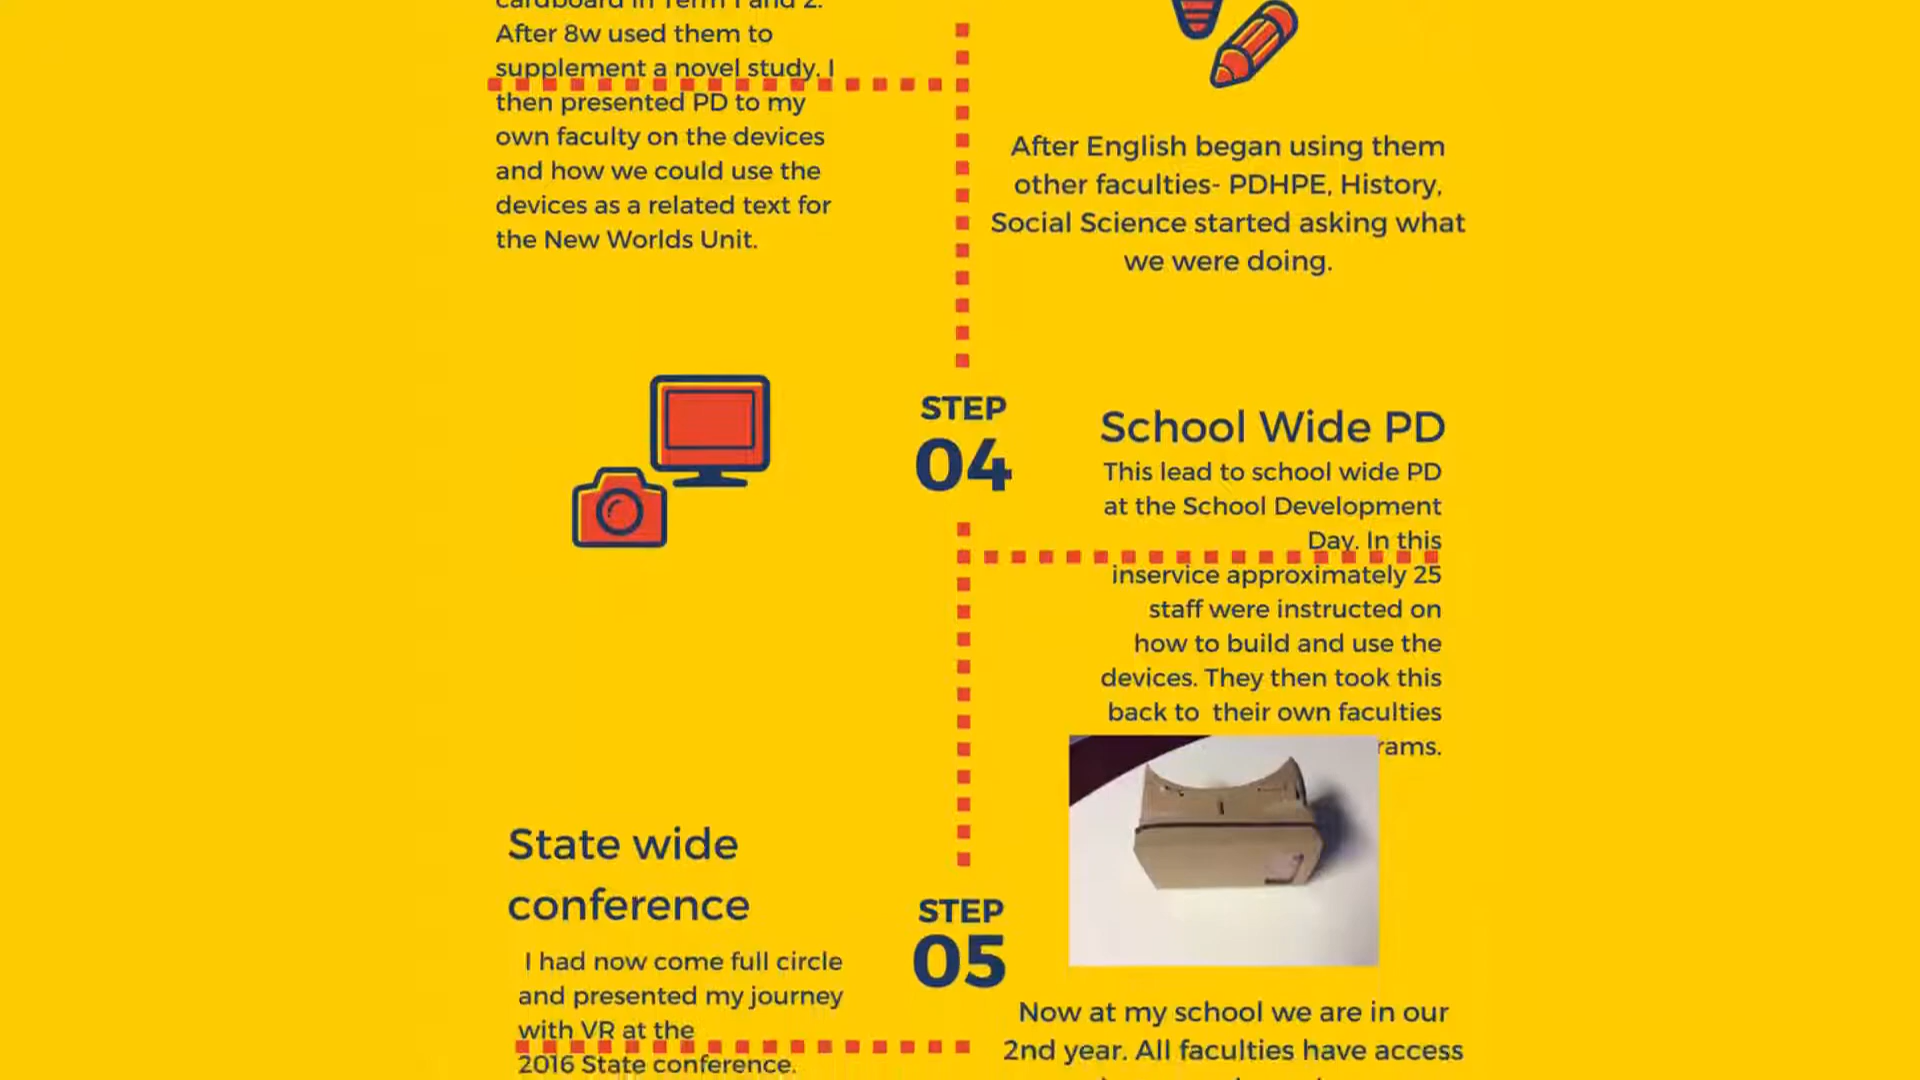 cardboard in Term 1 and 2.
After 8w used them to
supplement a novel study. I
then presented PD to my
own faculty on the devices
and how we could use the
devices as a related text for
the New Worlds Unit.
After English began using them
other faculties- PDHPE, History,
Social Science started asking what
we were doing.
STEP
04
School Wide PD
This lead to school wide PD
at the School Development
Day. In this
inservice approximately 25
staff were instructed on
how to build and use the
devices. They then took this
back to their own faculties
rams.
State wide
conference
STEP
05
I had now come full circle
and presented my journey
with VR at the
2016 State conference.
Now at my school we are in our
2nd year. All faculties have access